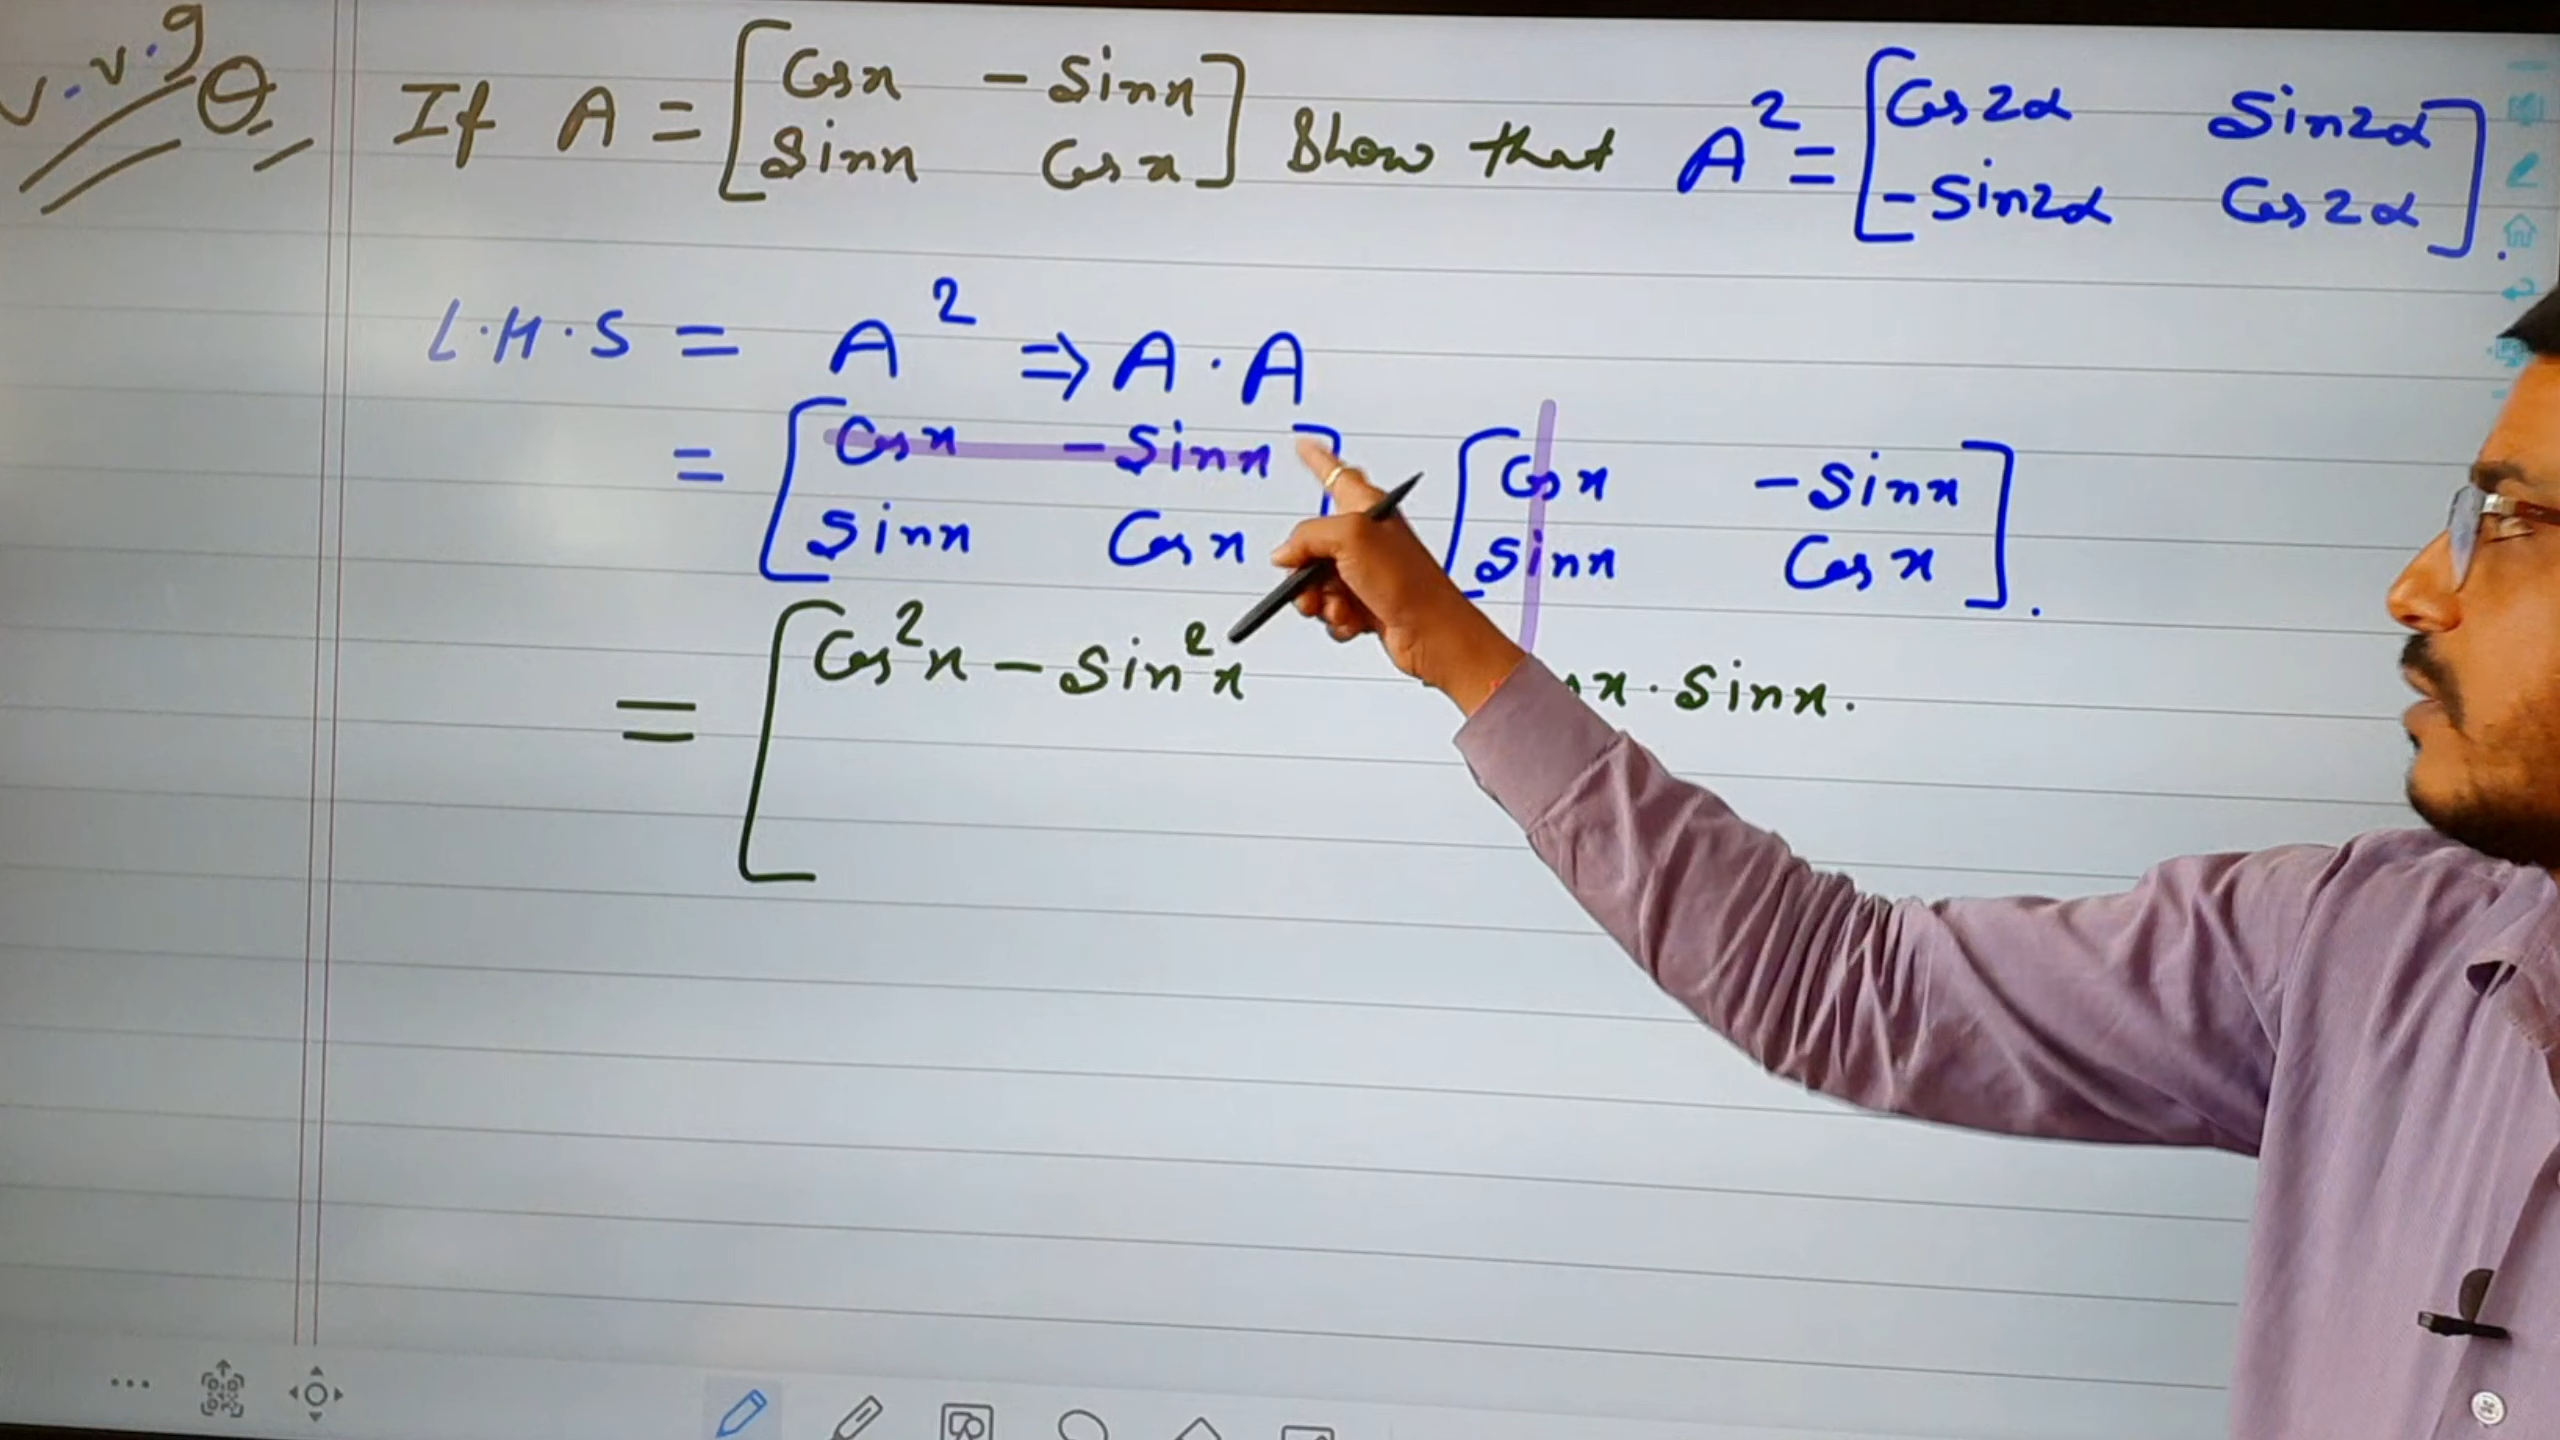 v.v.g
Q If A = [Cosx -Sinx Sinx Cosx] Show that A² = [Cos2α Sin2α -Sin2α Cos2α].
L.H.S = A² ⇒ A·A
= [Cosx -Sinx Sinx Cosx] [Cosx -Sinx Sinx Cosx].
= [Cos²x - Sin²x x·Sinx.